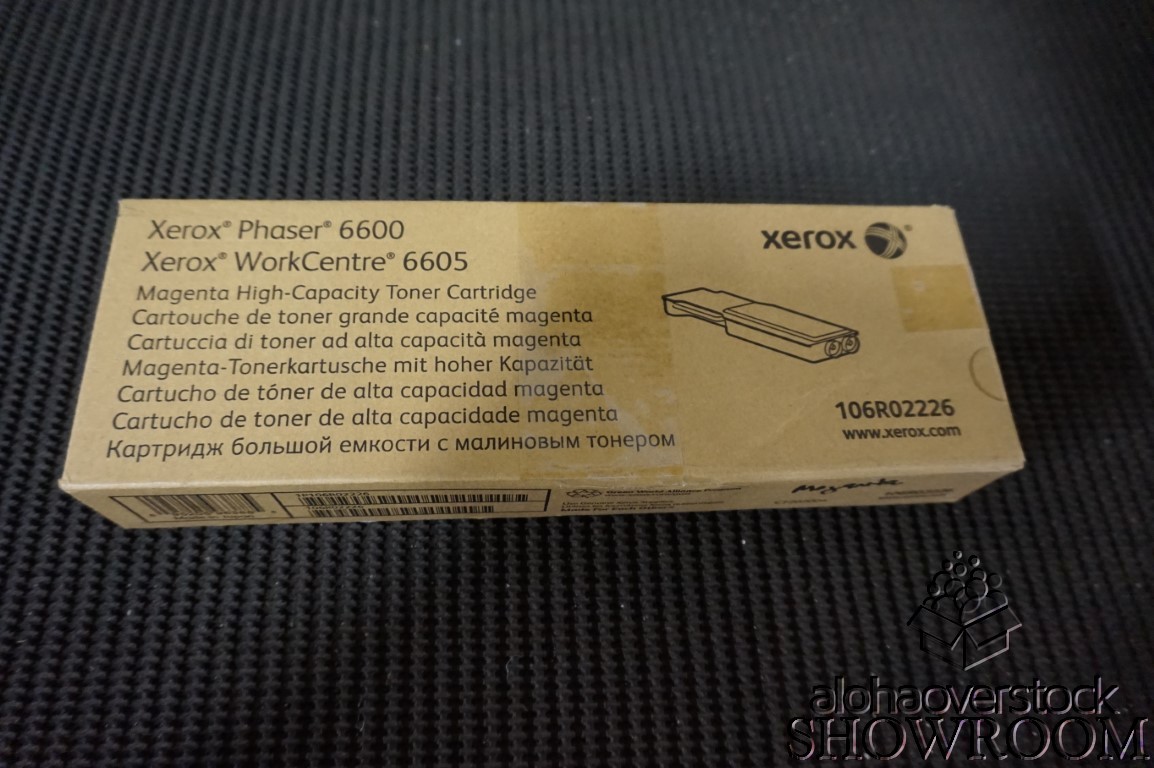 Xerox® Phaser® 6600
Xerox® WorkCentre® 6605
Magenta High-Capacity Toner Cartridge
Cartouche de toner grande capacité magenta
Cartuccia di toner ad alta capacità magenta
Magenta-Tonerkartusche mit hoher Kapazität
Cartucho de tóner de alta capacidad magenta
Cartucho de toner de alta capacidade magenta
Картридж большой емкости с малиновым тонером
xerox ®
106R02226
www.xerox.com
Magenta
alohaoverstock
SHOWROOM